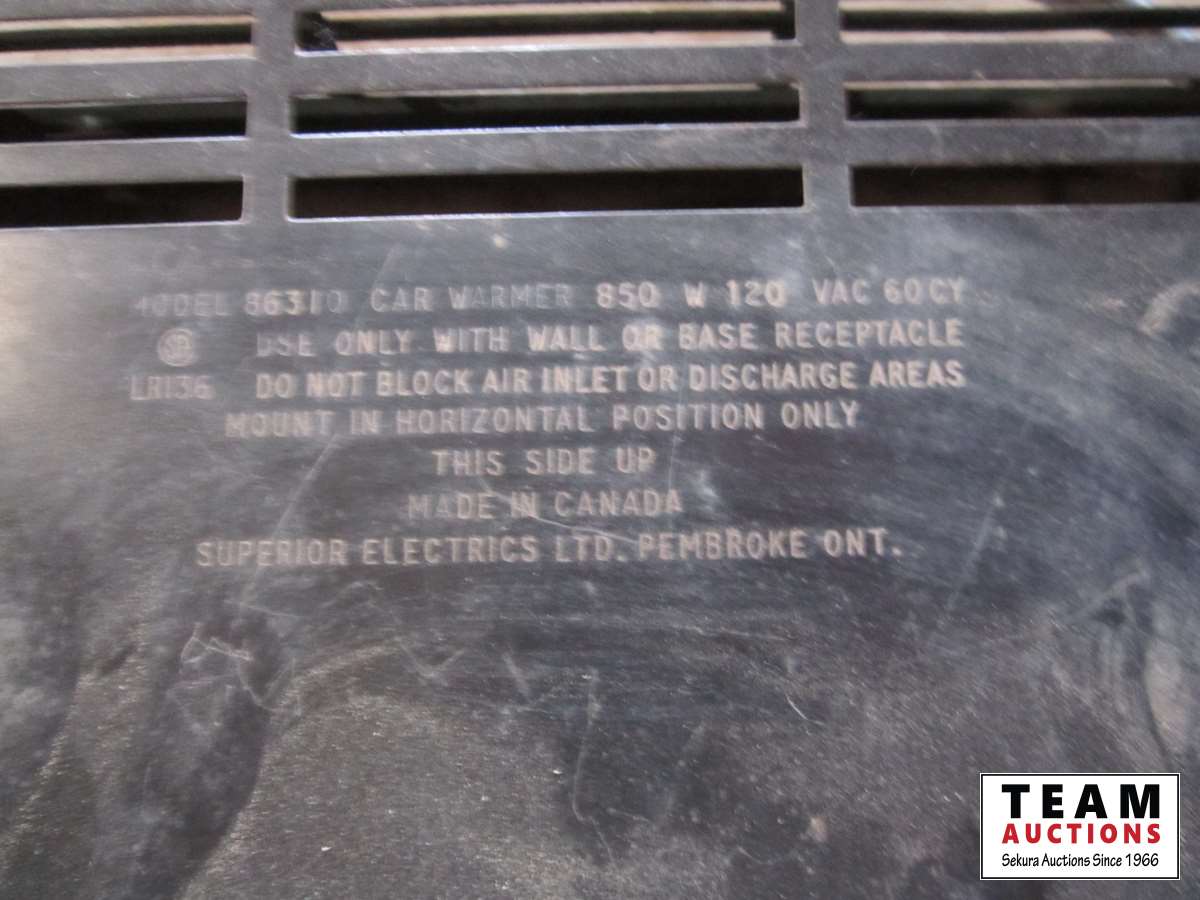 MODEL 86310 CAR WARMER 850 W 120 VAC 60CY
USE ONLY WITH WALL OR BASE RECEPTACLE
LR136 DO NOT BLOCK AIR INLET OR DISCHARGE AREAS
MOUNT IN HORIZONTAL POSITION ONLY
THIS SIDE UP
MADE IN CANADA
SUPERIOR ELECTRICS LTD. PEMBROKE ONT.
TEAM
AUCTIONS
Sekura Auctions Since 1966